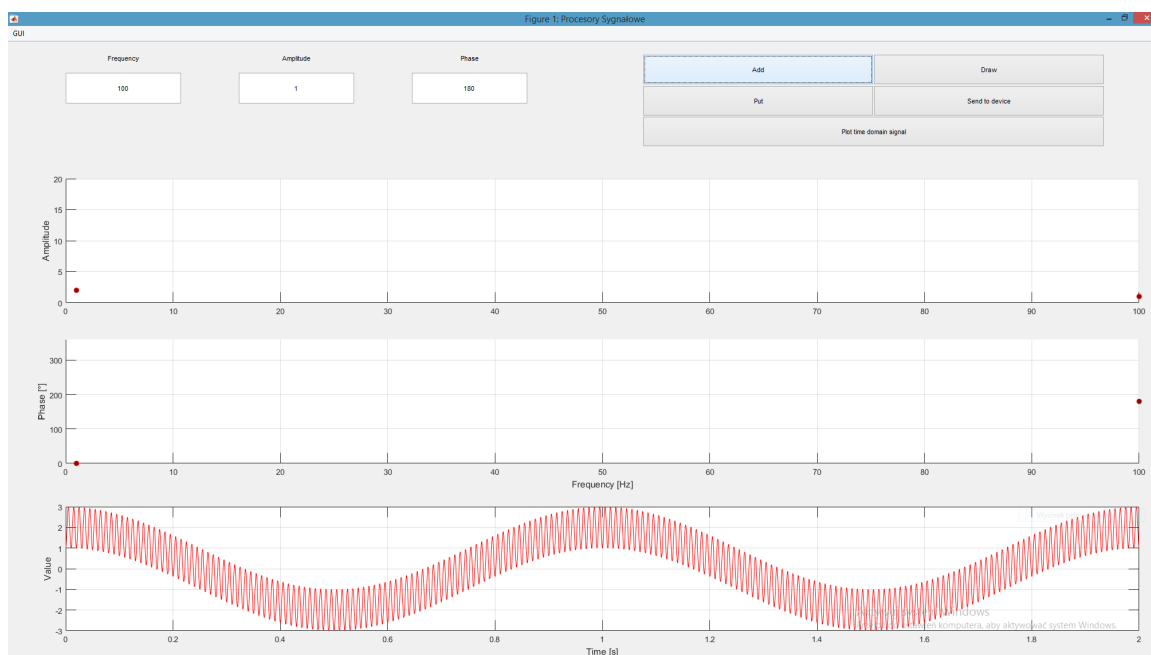 Figure 1: Procesory Sygnałowe
GUI
Frequency Amplitude Phase
100 1 180
Add Draw
Put Send to device
Plot time domain signal
Amplitude
20
15
10
5
0
0 10 20 30 40 50 60 70 80 90 100
Phase [º]
300
200
100
0
0 10 20 30 40 50 60 70 80 90 100
Frequency [Hz]
Value
3
2
1
0
-1
-2
-3
0 0.2 0.4 0.6 0.8 1 1.2 1.4 1.6 1.8 2
Time [s]
system Windows
komputera, aby aktywować system Windows.